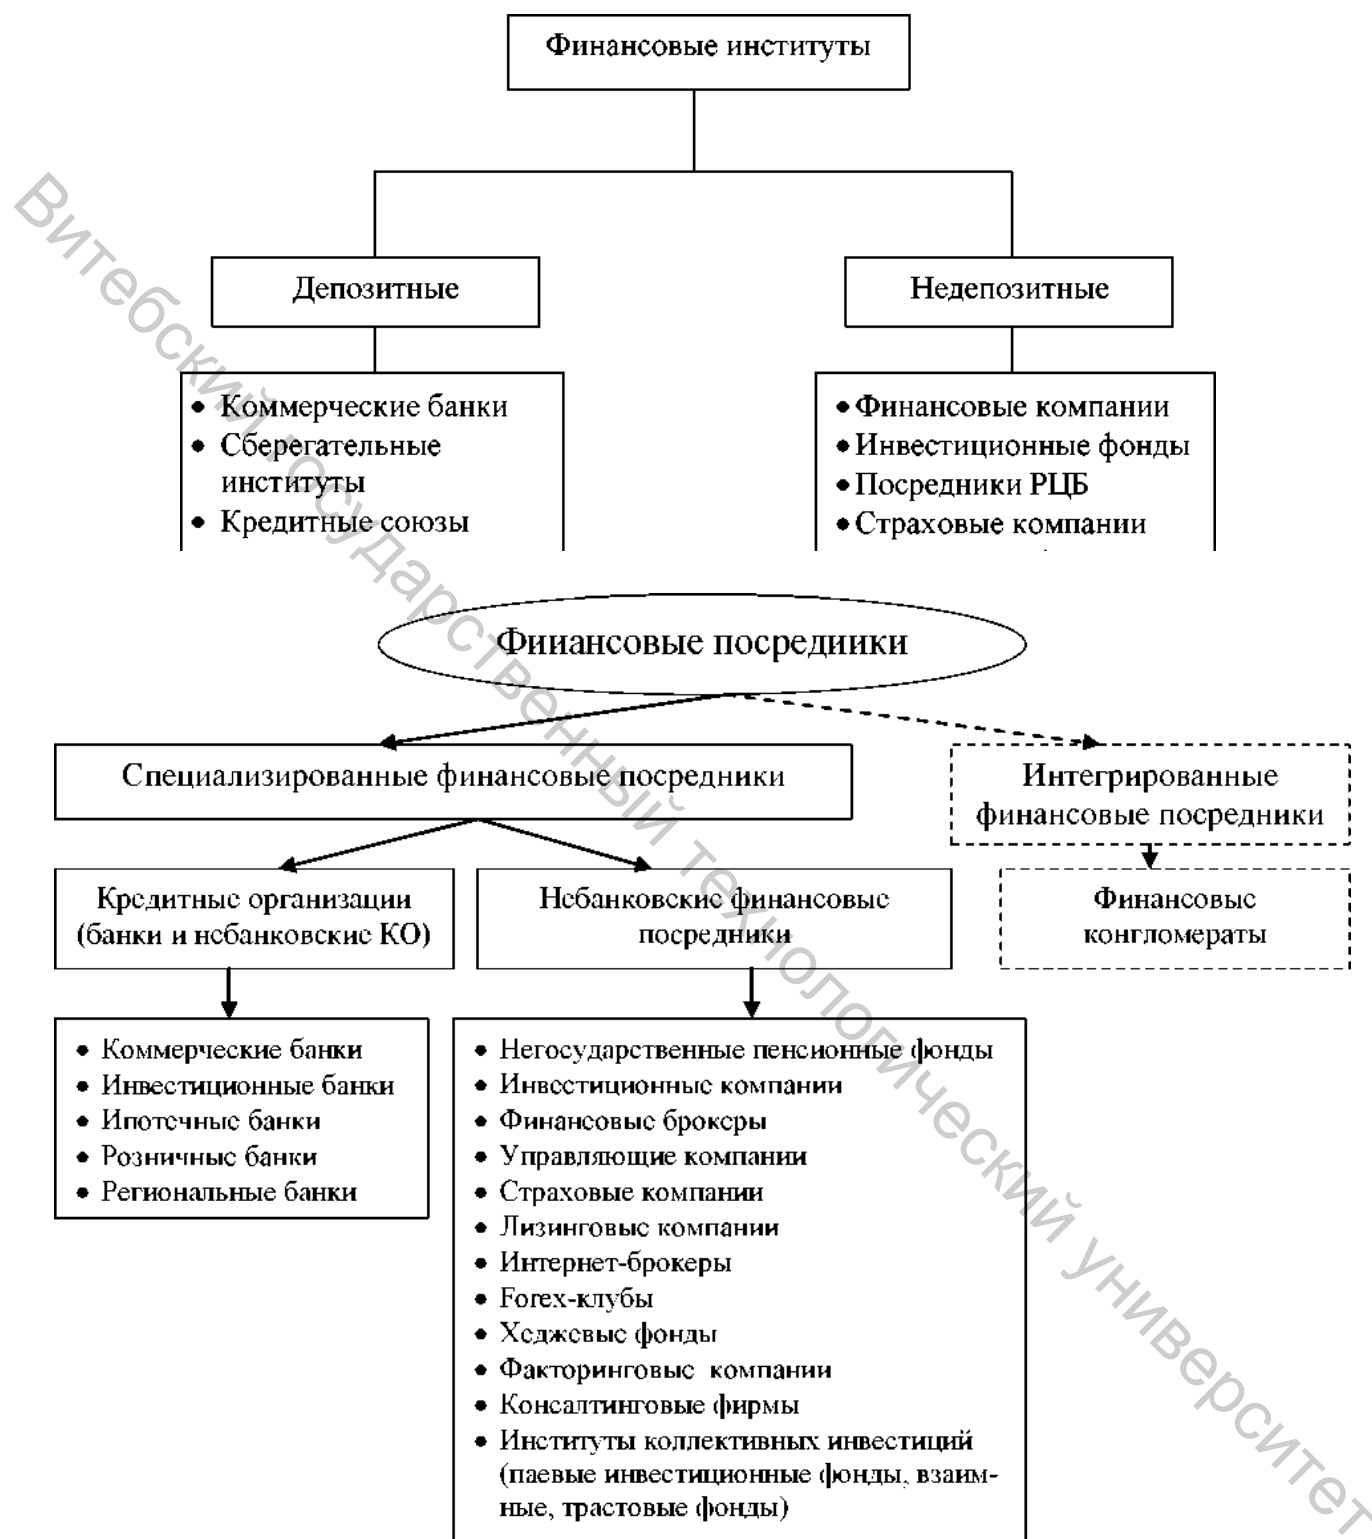 Финансовые институты
Депозитные
Недепозитные
• Коммерческие банки
• Сберегательные
институты
• Кредитные союзы
• Финансовые компании
• Инвестиционные фонды
• Посредники РЦБ
• Страховые компании
Финансовые посредники
Специализированные финансовые посредники
Интегрированные
финансовые посредники
Кредитные организации
(банки и небанковские КО)
Небанковские финансовые
посредники
Финансовые
конгломераты
• Коммерческие банки
• Инвестиционные банки
• Ипотечные банки
• Розничные банки
• Региональные банки
• Негосударственные пенсионные фонды
• Инвестиционные компании
• Финансовые брокеры
• Управляющие компании
• Страховые компании
• Лизинговые компании
• Интернет-брокеры
• Forex-клубы
• Хеджевые фонды
• Факторинговые компании
• Консалтинговые фирмы
• Институты коллективных инвестиций
(паевые инвестиционные фонды, взаим-
ные, трастовые фонды)
Витебский государственный технологический университет